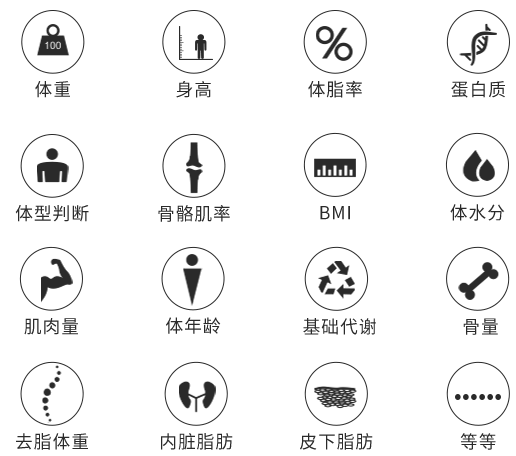 100
体重
身高
体脂率
蛋白质
体型判断
骨骼肌率
BMI
体水分
肌肉量
体年龄
基础代谢
骨量
去脂体重
内脏脂肪
皮下脂肪
等等